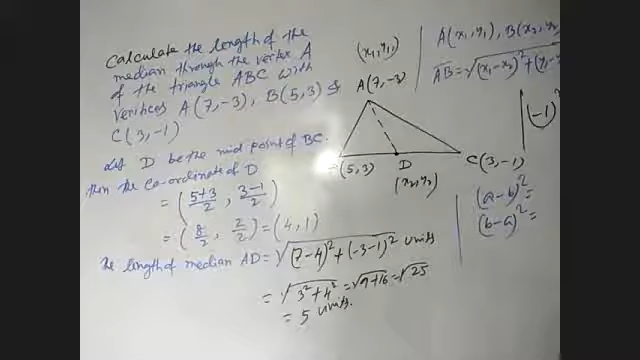 Calculate the length of the
median through the vertex A
of the triangle ABC with
vertices A(7,-3), B(5,3) &
C(3,-1)
Let D be the mid point of BC.
then the co-ordinate of D
= (5+3/2, 3-1/2)
= (8/2, 2/2) = (4,1)
The length of median AD = √(7-4)²+(-3-1)² units
= √3²+4² = √9+16 = √25
= 5 units.
(x₁,y₁)
A(7,-3)
(5,3)
D
C(3,-1)
(x₂,y₂)
A(x₁,y₁), B(x₂,y₂
AB = √(x₁-x₂)²+(y₁-y
(-1)²
(a-b)² =
(b-a)² =